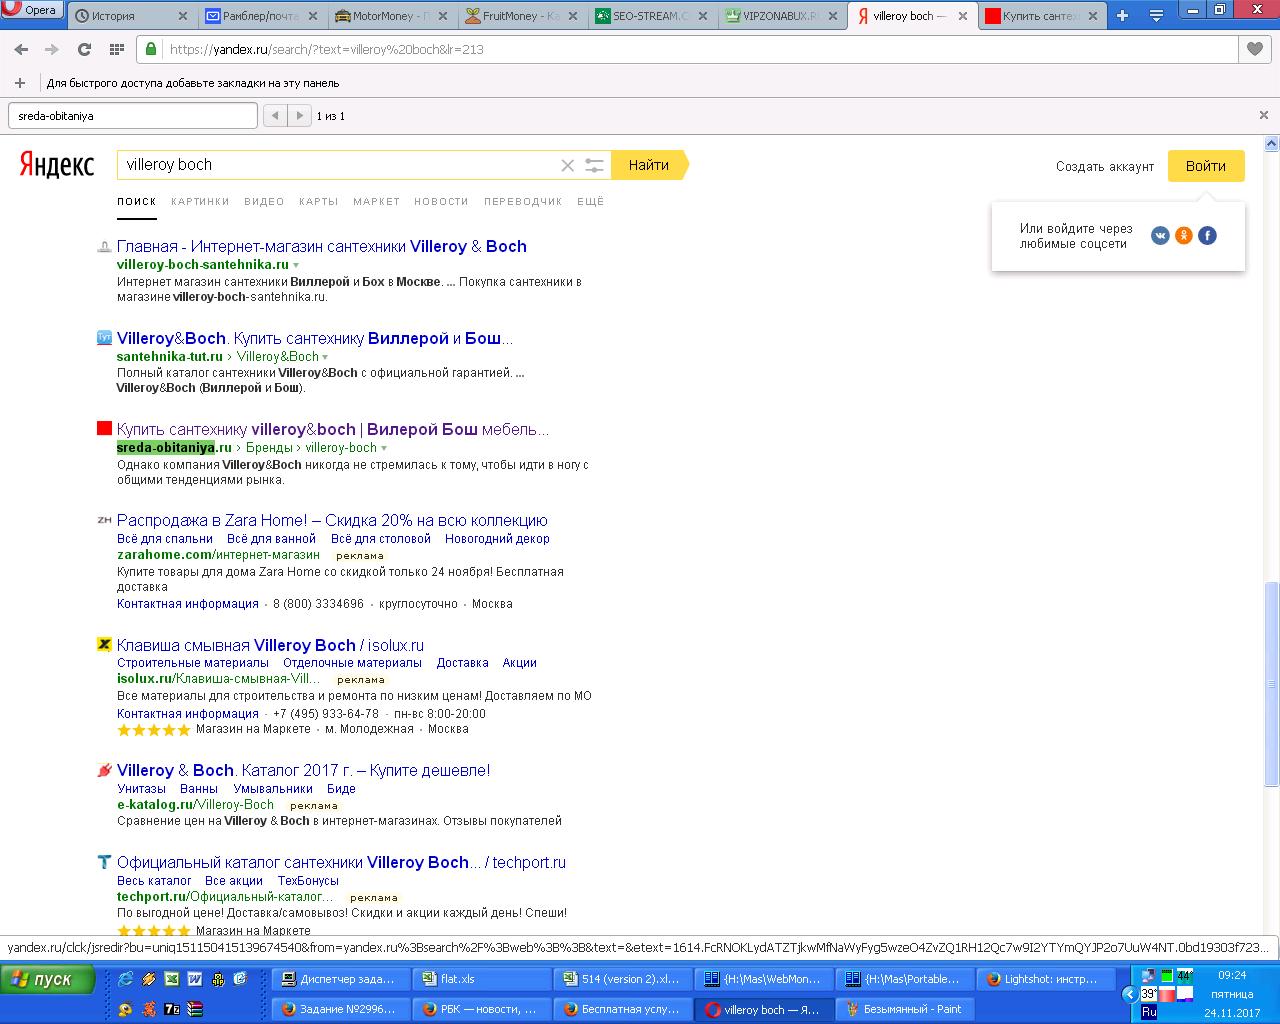 Opera
История
Рамблер/почта
MotorMoney - П
FruitMoney - Ка
SEO-STREAM.C
VIPZONABUX.R
villeroy boch —
Купить сантех
https://yandex.ru/search/?text=villeroy%20boch&lr=213
Для быстрого доступа добавьте закладки на эту панель
sreda-obitaniya
1 из 1
Яндекс
villeroy boch
Найти
Создать аккаунт
Войти
ПОИСК КАРТИНКИ ВИДЕО КАРТЫ МАРКЕТ НОВОСТИ ПЕРЕВОДЧИК ЕЩЁ
Или войдите через
любимые соцсети
Главная - Интернет-магазин сантехники Villeroy & Boch
villeroy-boch-santehnika.ru
Интернет магазин сантехники Виллерой и Бох в Москве. ... Покупка сантехники в
магазине villeroy-boch-santehnika.ru.
Тут
Villeroy&Boch. Купить сантехнику Виллерой и Бош...
santehnika-tut.ru › Villeroy&Boch
Полный каталог сантехники Villeroy&Boch с официальной гарантией. ...
Villeroy&Boch (Виллерой и Бош).
Купить сантехнику villeroy&boch | Вилерой Бош мебель...
sreda-obitaniya.ru › Бренды › villeroy-boch
Однако компания Villeroy&Boch никогда не стремилась к тому, чтобы идти в ногу с
общими тенденциями рынка.
ZH
Распродажа в Zara Home! – Скидка 20% на всю коллекцию
Всё для спальни Всё для ванной Всё для столовой Новогодний декор
zarahome.com/интернет-магазин реклама
Купите товары для дома Zara Home со скидкой только 24 ноября! Бесплатная
доставка
Контактная информация · 8 (800) 3334696 · круглосуточно · Москва
Клавиша смывная Villeroy Boch / isolux.ru
Строительные материалы Отделочные материалы Доставка Акции
isolux.ru/Клавиша-смывная-Vill... реклама
Все материалы для строительства и ремонта по низким ценам! Доставляем по МО
Контактная информация · +7 (495) 933-64-78 · пн-вс 8:00-20:00
Магазин на Маркете · м. Молодежная · Москва
Villeroy & Boch. Каталог 2017 г. – Купите дешевле!
Унитазы Ванны Умывальники Биде
e-katalog.ru/Villeroy-Boch реклама
Сравнение цен на Villeroy & Boch в интернет-магазинах. Отзывы покупателей
Официальный каталог сантехники Villeroy Boch... / techport.ru
Весь каталог Все акции ТехБонусы
techport.ru/Официальный-каталог... реклама
По выгодной цене! Доставка/самовывоз! Скидки и акции каждый день! Спеши!
Магазин на Маркете
yandex.ru/clck/jsredir?bu=uniq151150415139674540&from=yandex.ru%3Bsearch%2F%3Bweb%3B%3B&text=&etext=1614.FcRNOKLydATZTjkwMfNaWyFyg5wzeO4ZvZQ1RH12Qc7w9I2YTYmQYJP2o7UuW4NT.0bd19303f723...
пуск
Диспетчер зада...
flat.xls
514 (version 2).xl...
{H:\Mas\WebMon...
{H:\Mas\Portable...
Lightshot: инстр...
44°
09:24
Задание №2996...
РБК — новости, ...
Бесплатная услу...
villeroy boch — Я...
Безымянный - Paint
39°
пятница
Ru
24.11.2017